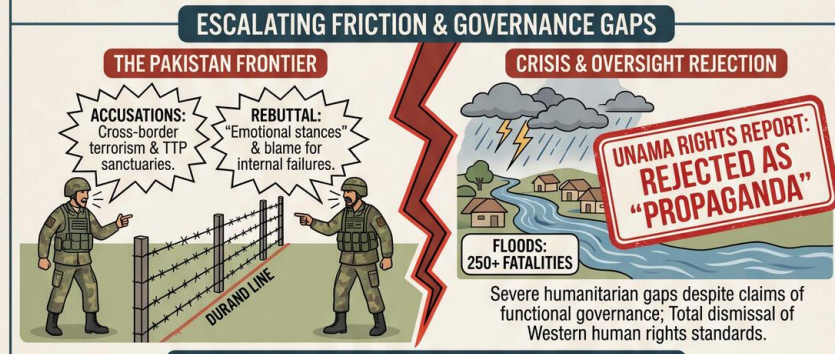 ESCALATING FRICTION & GOVERNANCE GAPS
THE PAKISTAN FRONTIER
ACCUSATIONS:
Cross-border
terrorism & TTP
sanctuaries.
REBUTTAL:
“Emotional stances”
& blame for
internal failures.
DURAND LINE
CRISIS & OVERSIGHT REJECTION
UNAMA RIGHTS REPORT:
REJECTED AS
“PROPAGANDA”
FLOODS:
250+ FATALITIES
Severe humanitarian gaps despite claims of
functional governance; Total dismissal of
Western human rights standards.